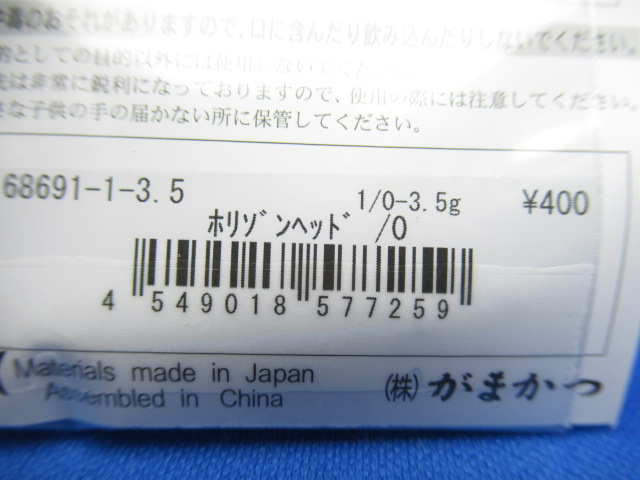 のおそれがありますので、口に含んだり飲み込んだりしないでください。
的としての目的以外には使用しないでください。
先は非常に鋭利になっておりますので、使用の際には注意してください。
さな子供の手の届かない所に保管してください。
68691-1-3.5
1/0-3.5g
¥400
ﾎﾘｿﾞﾝﾍｯﾄﾞ /0
4 549018 577259
Materials made in Japan
Assembled in China
(株) がまかつ